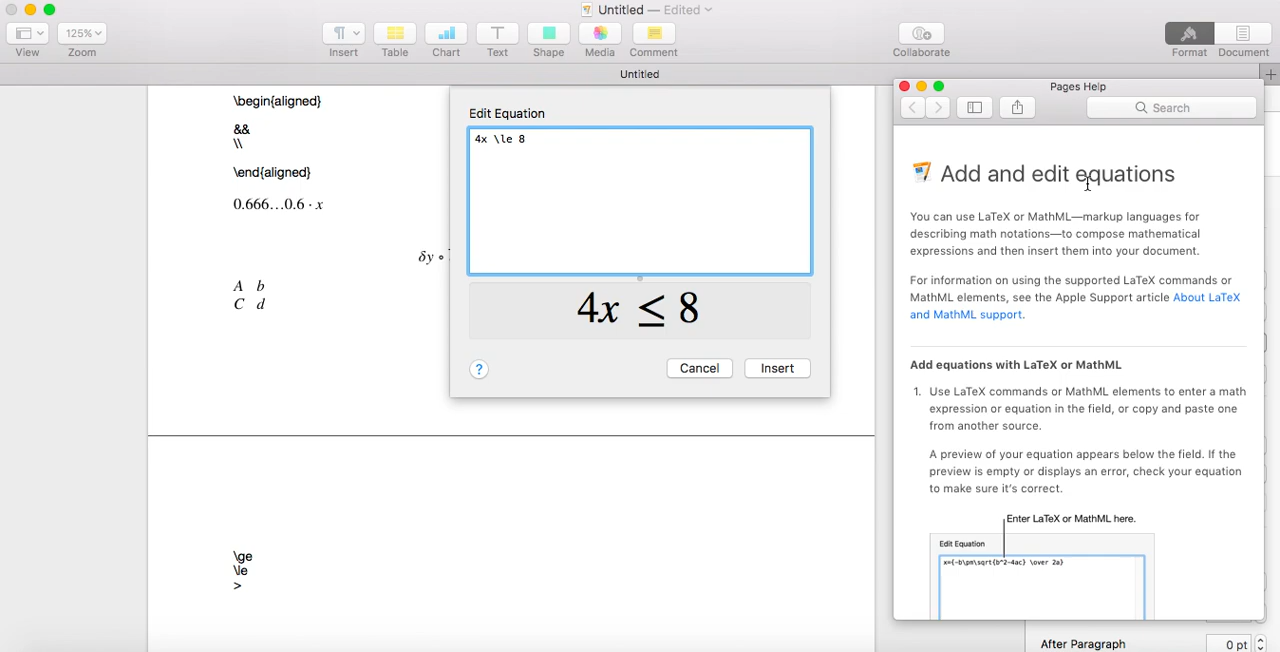 Untitled — Edited
125%
View
Zoom
Insert
Table
Chart
T
Text
Shape
Media
Comment
Collaborate
Format
Document
Untitled
+
\begin{aligned}
&&
\\
\end{aligned}
0.666…0.6 · x
δy ∘
A b
C d
\ge
\le
>
Edit Equation
4x \le 8
4x ≤ 8
?
Cancel
Insert
Pages Help
Search
Add and edit equations
You can use LaTeX or MathML—markup languages for
describing math notations—to compose mathematical
expressions and then insert them into your document.
For information on using the supported LaTeX commands or
MathML elements, see the Apple Support article About LaTeX
and MathML support.
Add equations with LaTeX or MathML
1. Use LaTeX commands or MathML elements to enter a math
expression or equation in the field, or copy and paste one
from another source.
A preview of your equation appears below the field. If the
preview is empty or displays an error, check your equation
to make sure it's correct.
Enter LaTeX or MathML here.
Edit Equation
x={-b\pm\sqrt{b^2-4ac} \over 2a}
After Paragraph
0 pt